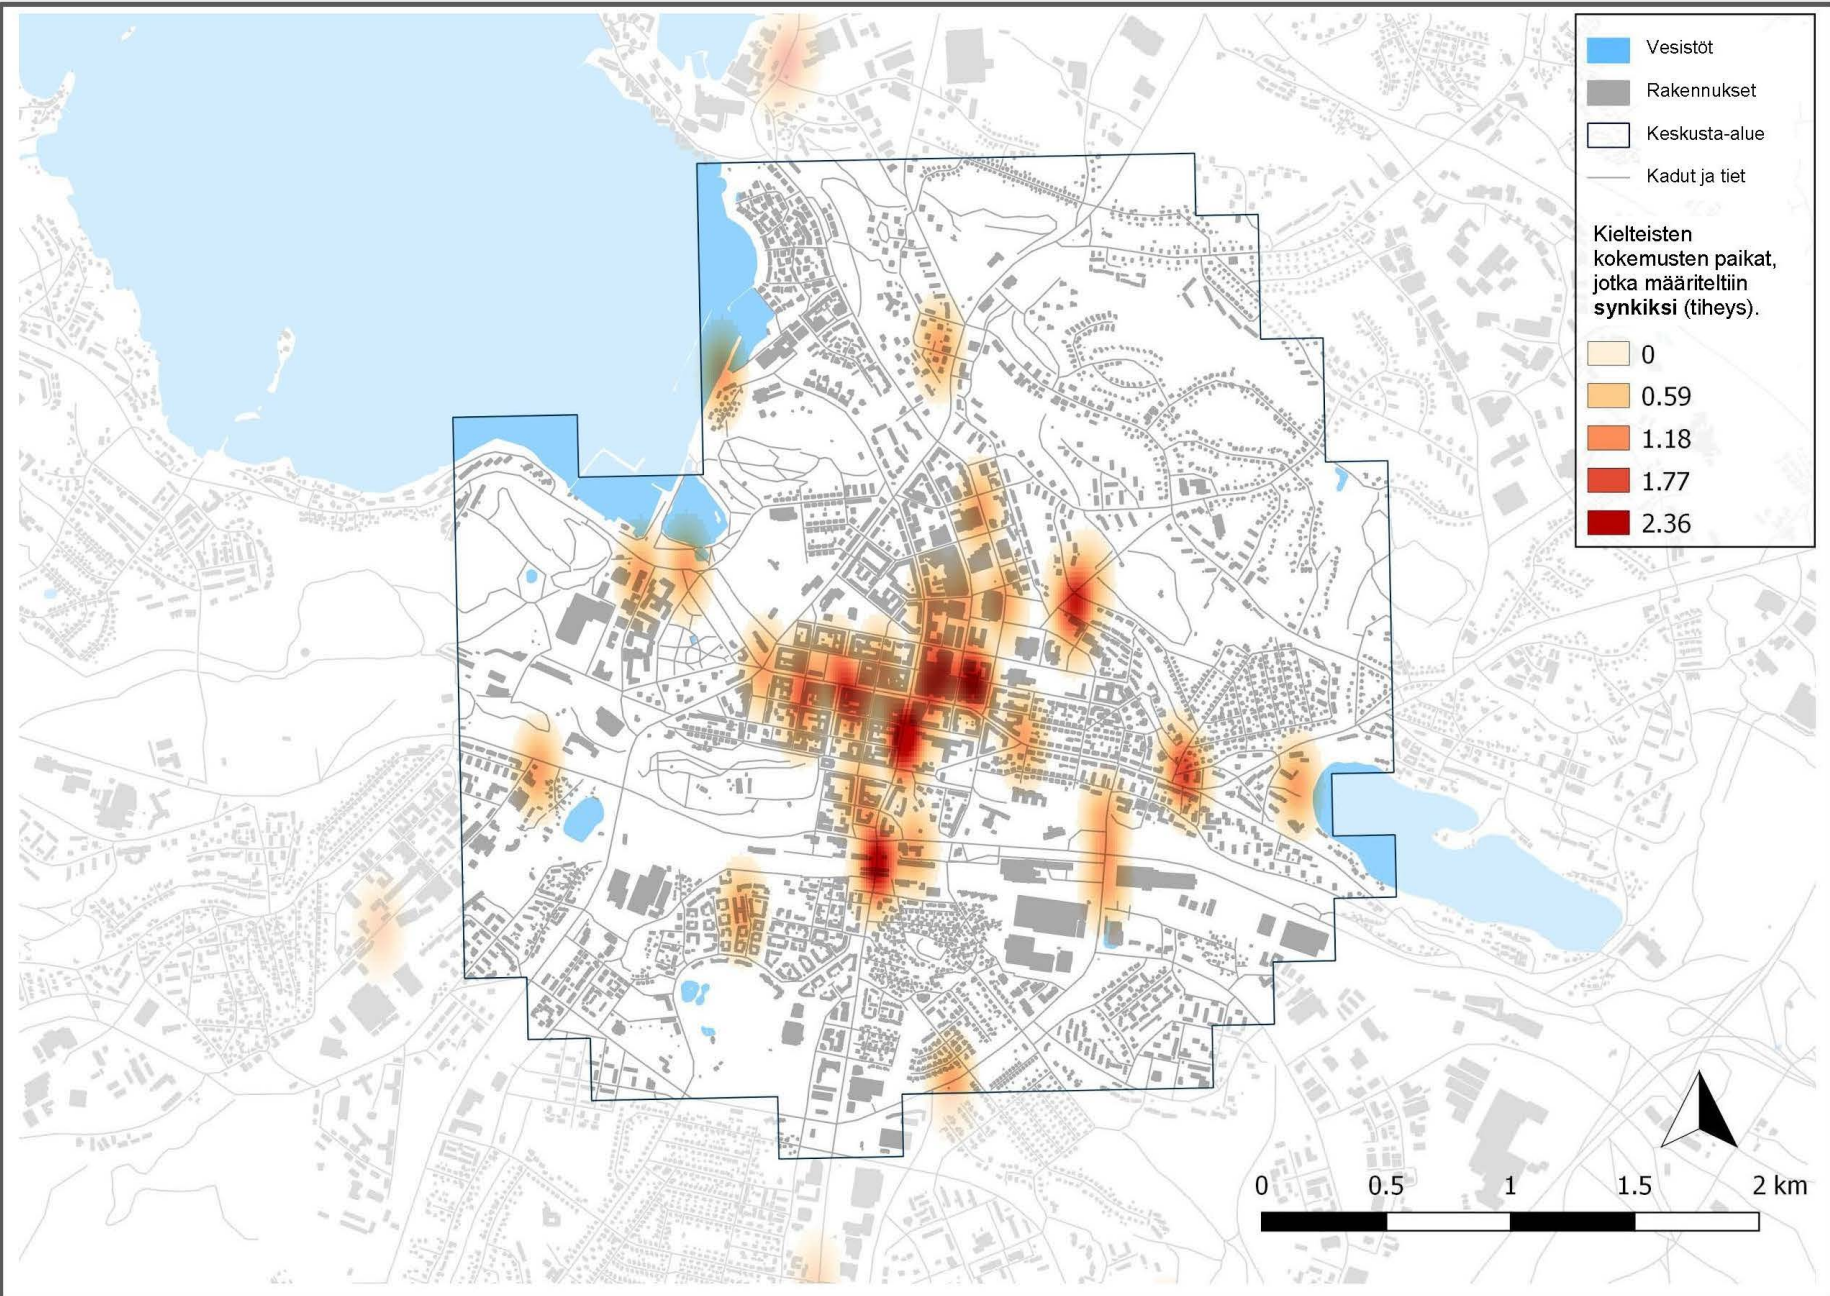 Vesistöt
Rakennukset
Keskusta-alue
Kadut ja tiet
Kielteisten
kokemusten paikat,
jotka määriteltiin
synkiksi (tiheys).
0
0.59
1.18
1.77
2.36
0 0.5 1 1.5 2 km